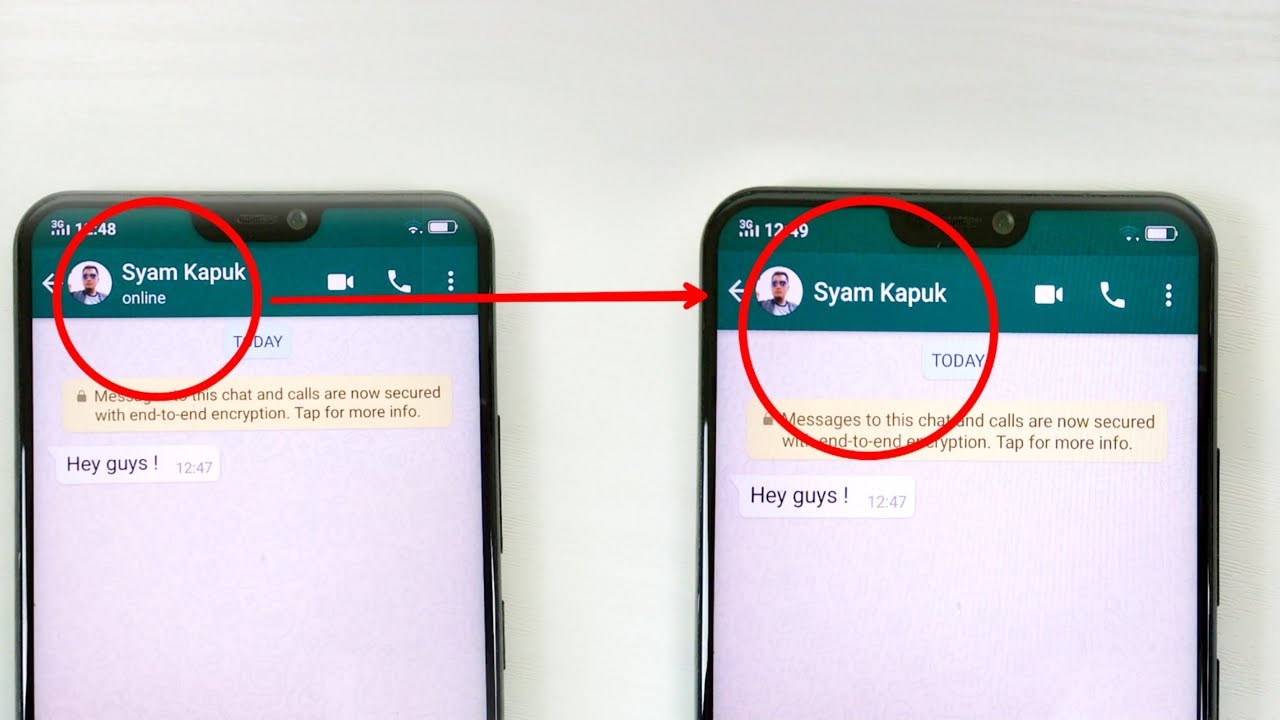 3G 12:48
Syam Kapuk
online
TODAY
Messages to this chat and calls are now secured
with end-to-end encryption. Tap for more info.
Hey guys ! 12:47
3G 12:49
Syam Kapuk
TODAY
Messages to this chat and calls are now secured
with end-to-end encryption. Tap for more info.
Hey guys ! 12:47